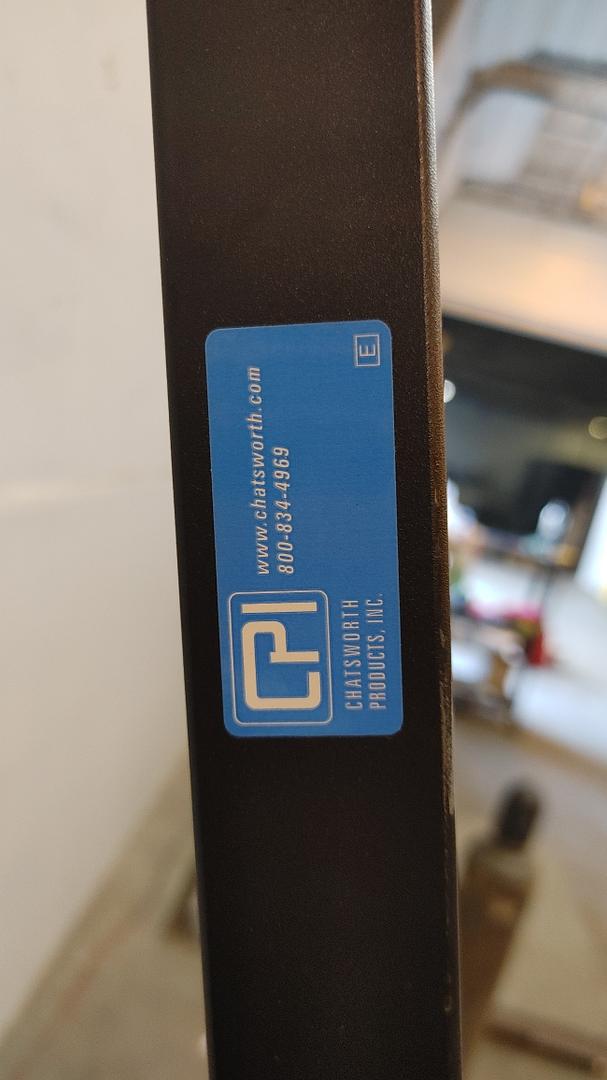 CPI
CHATSWORTH
PRODUCTS, INC.
www.chatsworth.com
800-834-4969
E